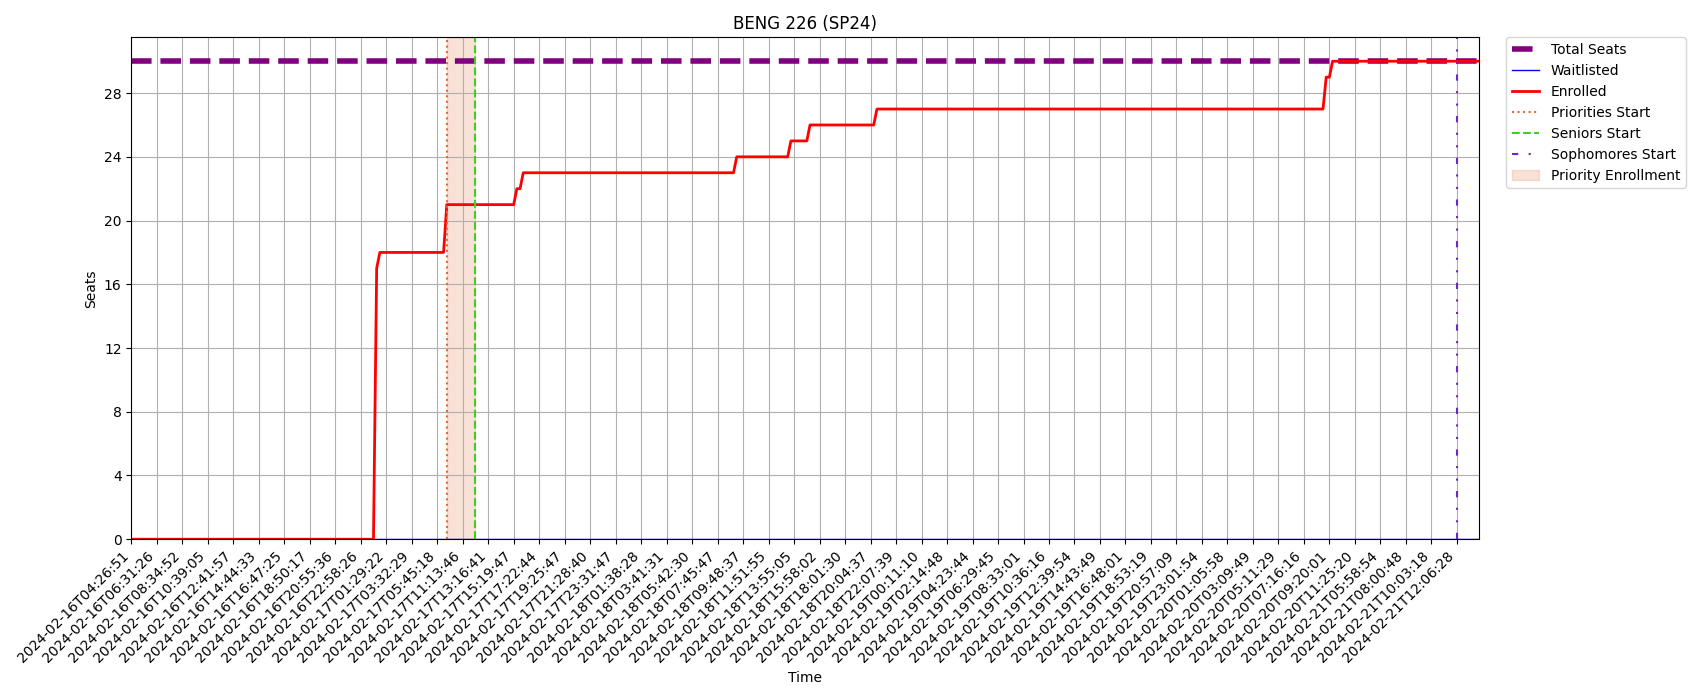 BENG 226 (SP24)
Total Seats
Waitlisted
Enrolled
Priorities Start
Seniors Start
Sophomores Start
Priority Enrollment
Seats
28
24
20
16
12
8
4
0
2024-02-16T04:26:51
2024-02-16T06:31:26
2024-02-16T08:34:52
2024-02-16T10:39:05
2024-02-16T12:41:57
2024-02-16T14:44:33
2024-02-16T16:47:25
2024-02-16T18:50:17
2024-02-16T20:55:36
2024-02-16T22:58:26
2024-02-17T01:29:22
2024-02-17T03:32:29
2024-02-17T05:45:18
2024-02-17T11:13:46
2024-02-17T13:16:41
2024-02-17T15:19:47
2024-02-17T17:22:44
2024-02-17T19:25:47
2024-02-17T21:28:40
2024-02-17T23:31:47
2024-02-18T01:38:28
2024-02-18T03:41:31
2024-02-18T05:42:30
2024-02-18T07:45:47
2024-02-18T09:48:37
2024-02-18T11:51:55
2024-02-18T13:55:05
2024-02-18T15:58:02
2024-02-18T18:01:30
2024-02-18T20:04:37
2024-02-18T22:07:39
2024-02-19T00:11:10
2024-02-19T02:14:48
2024-02-19T04:23:44
2024-02-19T06:29:45
2024-02-19T08:33:01
2024-02-19T10:36:16
2024-02-19T12:39:54
2024-02-19T14:43:49
2024-02-19T16:48:01
2024-02-19T18:53:19
2024-02-19T20:57:09
2024-02-19T23:01:54
2024-02-20T01:05:58
2024-02-20T03:09:49
2024-02-20T05:11:29
2024-02-20T07:16:16
2024-02-20T09:20:01
2024-02-20T11:25:20
2024-02-21T05:58:54
2024-02-21T08:00:48
2024-02-21T10:03:18
2024-02-21T12:06:28
Time